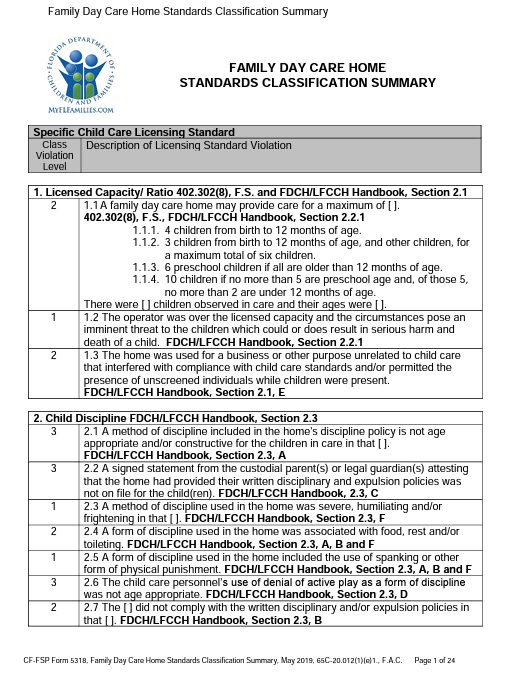 Family Day Care Home Standards Classification Summary
FLORIDA DEPARTMENT OF CHILDREN AND FAMILIES
MYFLFAMILIES.COM
FAMILY DAY CARE HOME
STANDARDS CLASSIFICATION SUMMARY
Specific Child Care Licensing Standard
Class
Violation
Level
Description of Licensing Standard Violation
1. Licensed Capacity/ Ratio 402.302(8), F.S. and FDCH/LFCCH Handbook, Section 2.1
2 1.1 A family day care home may provide care for a maximum of [ ].
402.302(8), F.S., FDCH/LFCCH Handbook, Section 2.2.1
1.1.1. 4 children from birth to 12 months of age.
1.1.2. 3 children from birth to 12 months of age, and other children, for
a maximum total of six children.
1.1.3. 6 preschool children if all are older than 12 months of age.
1.1.4. 10 children if no more than 5 are preschool age and, of those 5,
no more than 2 are under 12 months of age.
There were [ ] children observed in care and their ages were [ ].
1 1.2 The operator was over the licensed capacity and the circumstances pose an
imminent threat to the children which could or does result in serious harm and
death of a child. FDCH/LFCCH Handbook, Section 2.2.1
2 1.3 The home was used for a business or other purpose unrelated to child care
that interfered with compliance with child care standards and/or permitted the
presence of unscreened individuals while children were present.
FDCH/LFCCH Handbook, Section 2.1, E
2. Child Discipline FDCH/LFCCH Handbook, Section 2.3
3 2.1 A method of discipline included in the home's discipline policy is not age
appropriate and/or constructive for the children in care in that [ ].
FDCH/LFCCH Handbook, Section 2.3, A
3 2.2 A signed statement from the custodial parent(s) or legal guardian(s) attesting
that the home had provided their written disciplinary and expulsion policies was
not on file for the child(ren). FDCH/LFCCH Handbook, 2.3, C
1 2.3 A method of discipline used in the home was severe, humiliating and/or
frightening in that [ ]. FDCH/LFCCH Handbook, Section 2.3, F
2 2.4 A form of discipline used in the home was associated with food, rest and/or
toileting. FDCH/LFCCH Handbook, Section 2.3, A, B and F
1 2.5 A form of discipline used in the home included the use of spanking or other
form of physical punishment. FDCH/LFCCH Handbook, Section 2.3, A, B and F
3 2.6 The child care personnel's use of denial of active play as a form of discipline
was not age appropriate. FDCH/LFCCH Handbook, Section 2.3, D
2 2.7 The [ ] did not comply with the written disciplinary and/or expulsion policies in
that [ ]. FDCH/LFCCH Handbook, Section 2.3, B
CF-FSP Form 5318, Family Day Care Home Standards Classification Summary, May 2019, 65C-20.012(1)(e)1., F.A.C. Page 1 of 24